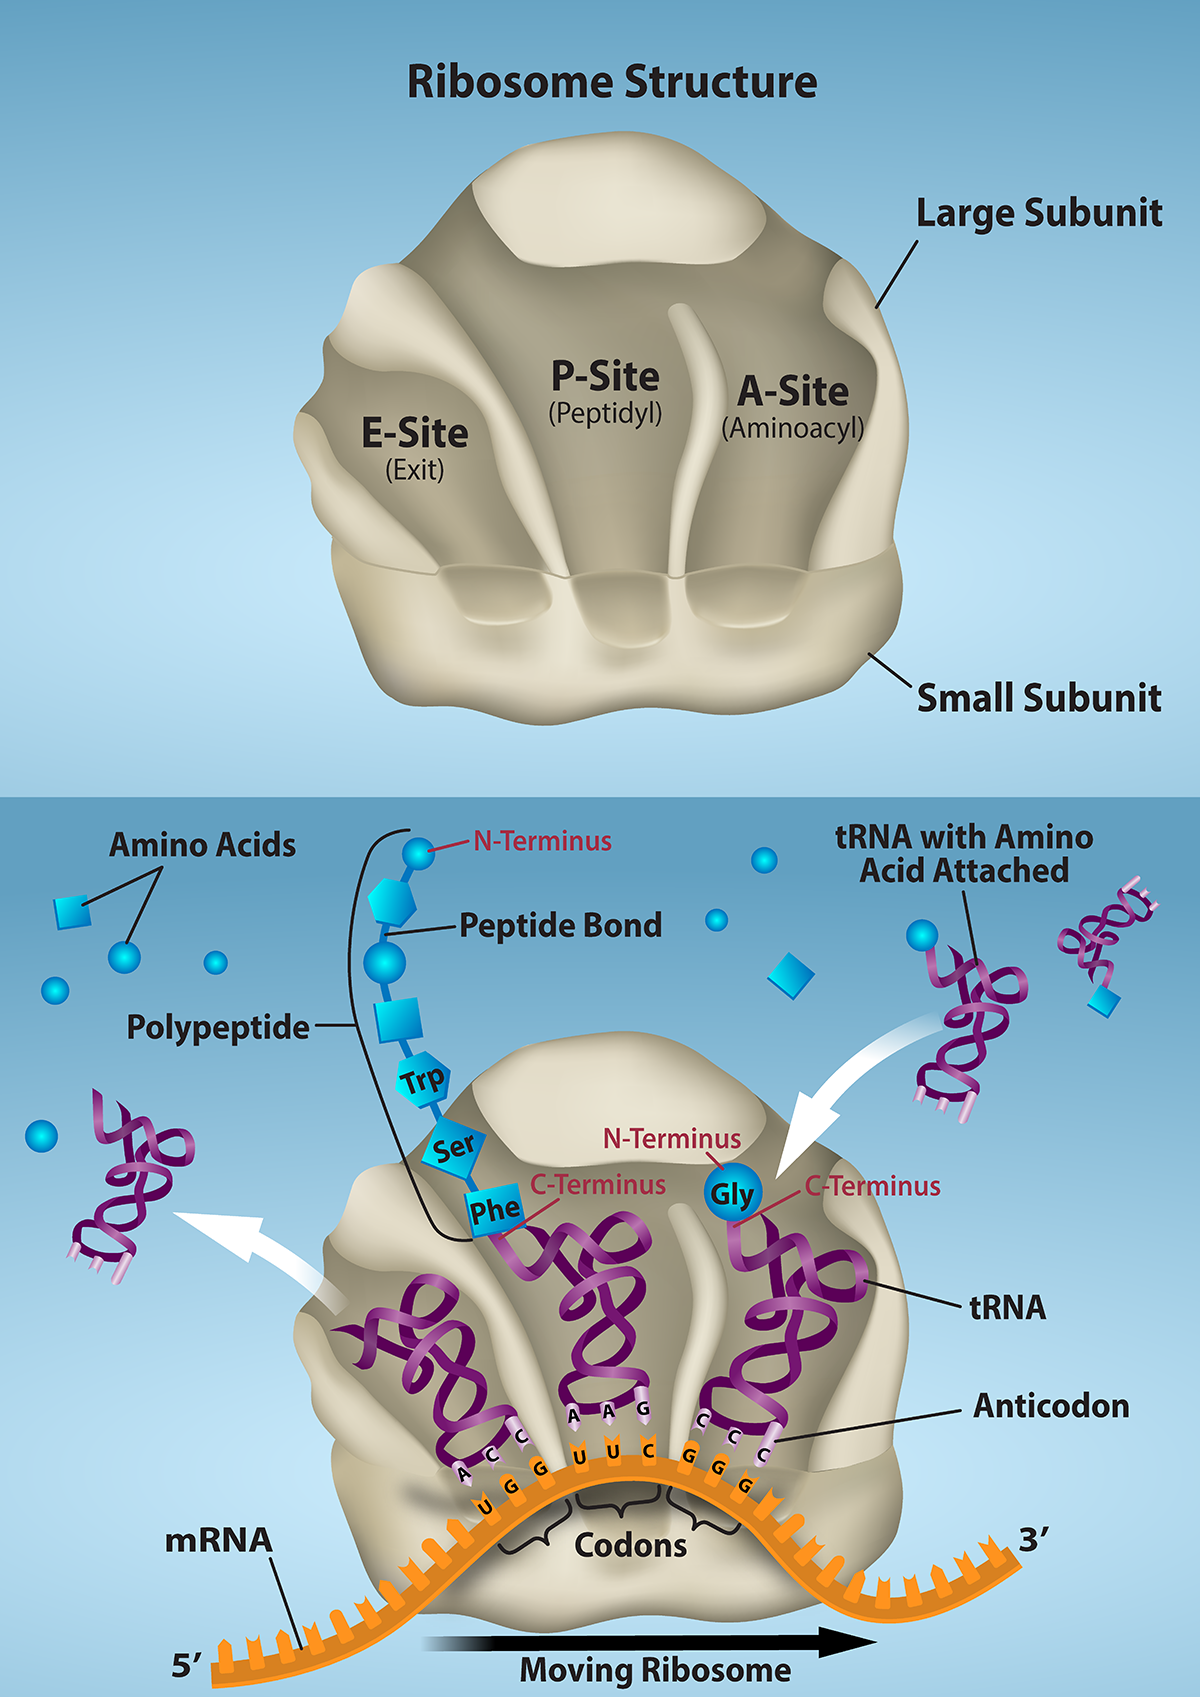 Ribosome Structure
Large Subunit
P-Site
(Peptidyl)
A-Site
(Aminoacyl)
E-Site
(Exit)
Small Subunit
Amino Acids
N-Terminus
tRNA with Amino
Acid Attached
Peptide Bond
Polypeptide
Trp
Ser
Phe
C-Terminus
N-Terminus
Gly
C-Terminus
tRNA
Anticodon
A C C
A A G
C C C
U G G
U U C
G G G
Codons
mRNA
3’
5’
Moving Ribosome